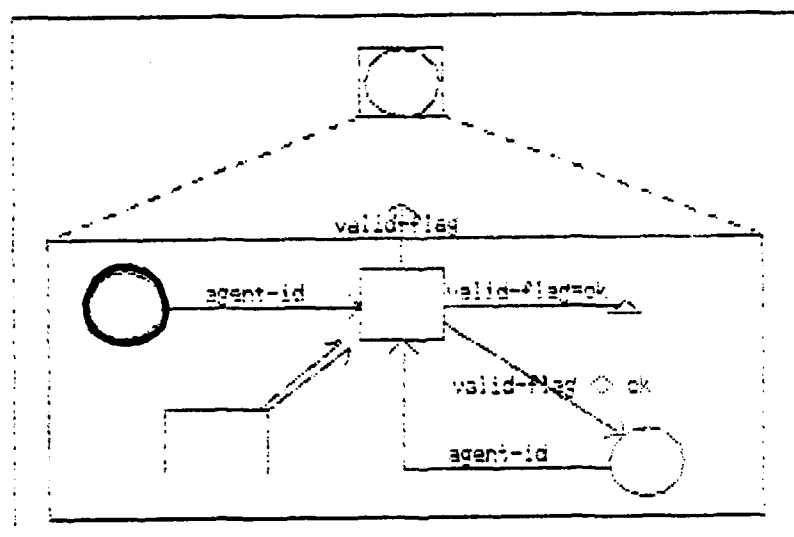 valid-flag
agent-id
valid-flag=ok
valid-flag <> ok
agent-id